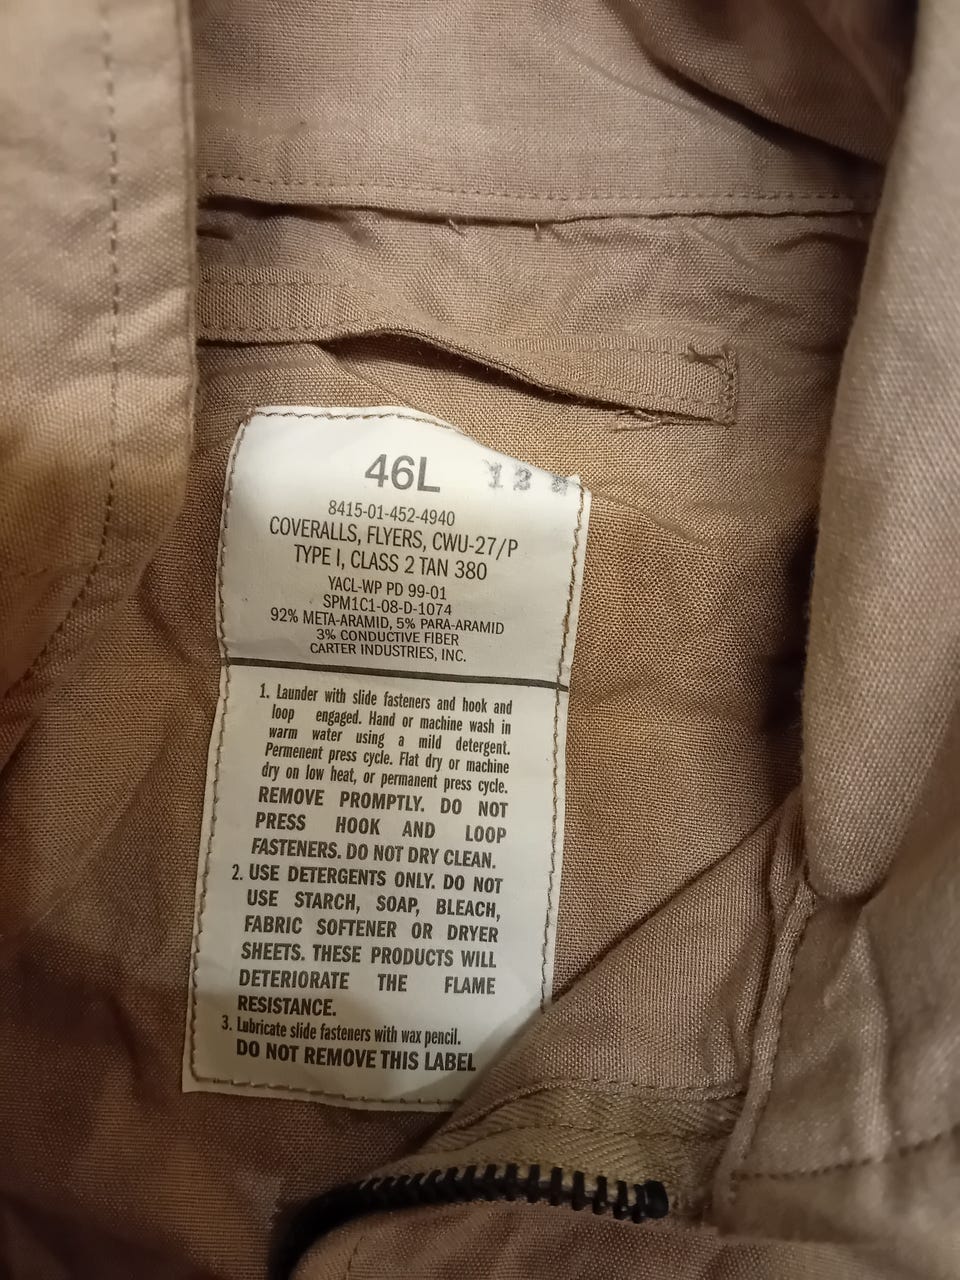 46L 12
8415-01-452-4940
COVERALLS, FLYERS, CWU-27/P
TYPE I, CLASS 2 TAN 380
YACL-WP PD 99-01
SPM1C1-08-D-1074
92% META-ARAMID, 5% PARA-ARAMID
3% CONDUCTIVE FIBER
CARTER INDUSTRIES, INC.
1. Launder with slide fasteners and hook and
loop engaged. Hand or machine wash in
warm water using a mild detergent.
Permenent press cycle. Flat dry or machine
dry on low heat, or permanent press cycle.
REMOVE PROMPTLY. DO NOT
PRESS HOOK AND LOOP
FASTENERS. DO NOT DRY CLEAN.
2. USE DETERGENTS ONLY. DO NOT
USE STARCH, SOAP, BLEACH,
FABRIC SOFTENER OR DRYER
SHEETS. THESE PRODUCTS WILL
DETERIORATE THE FLAME
RESISTANCE.
3. Lubricate slide fasteners with wax pencil.
DO NOT REMOVE THIS LABEL